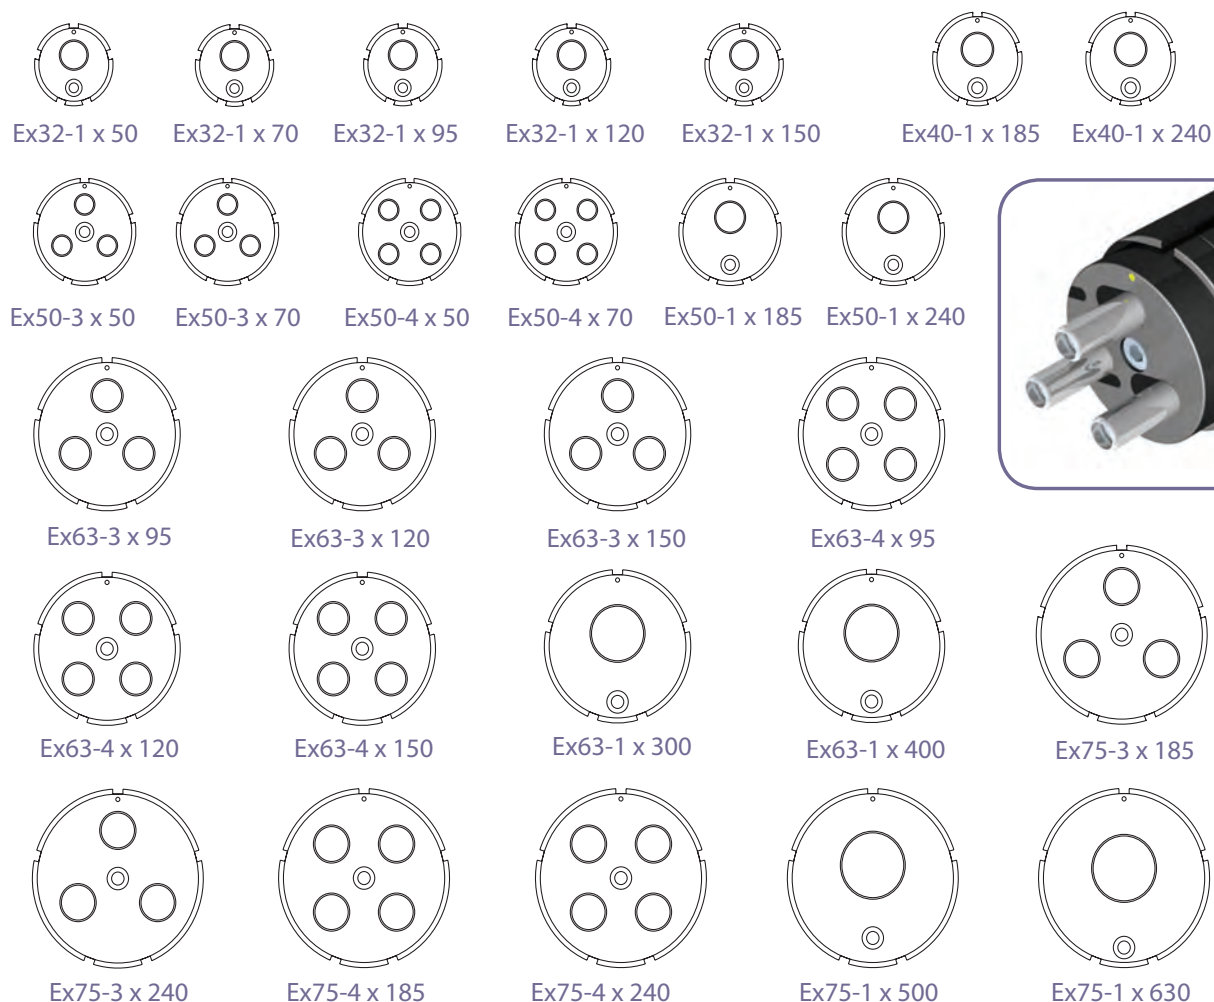 Ex32-1 x 50
Ex32-1 x 70
Ex32-1 x 95
Ex32-1 x 120
Ex32-1 x 150
Ex40-1 x 185
Ex40-1 x 240
Ex50-3 x 50
Ex50-3 x 70
Ex50-4 x 50
Ex50-4 x 70
Ex50-1 x 185
Ex50-1 x 240
Ex63-3 x 95
Ex63-3 x 120
Ex63-3 x 150
Ex63-4 x 95
Ex63-4 x 120
Ex63-4 x 150
Ex63-1 x 300
Ex63-1 x 400
Ex75-3 x 185
Ex75-3 x 240
Ex75-4 x 185
Ex75-4 x 240
Ex75-1 x 500
Ex75-1 x 630